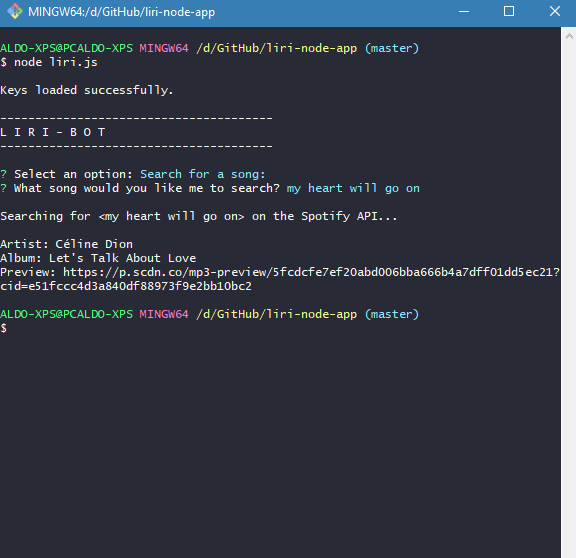 MINGW64:/d/GitHub/liri-node-app
ALDO-XPS@PCALDO-XPS MINGW64 /d/GitHub/liri-node-app (master)
$ node liri.js
Keys loaded successfully.
---------------------------------------
L I R I - B O T
---------------------------------------
? Select an option: Search for a song:
? What song would you like me to search? my heart will go on
Searching for <my heart will go on> on the Spotify API...
Artist: Céline Dion
Album: Let's Talk About Love
Preview: https://p.scdn.co/mp3-preview/5fcdcfe7ef20abd006bba666b4a7dff01dd5ec21?
cid=e51fccc4d3a840df88973f9e2bb10bc2
ALDO-XPS@PCALDO-XPS MINGW64 /d/GitHub/liri-node-app (master)
$